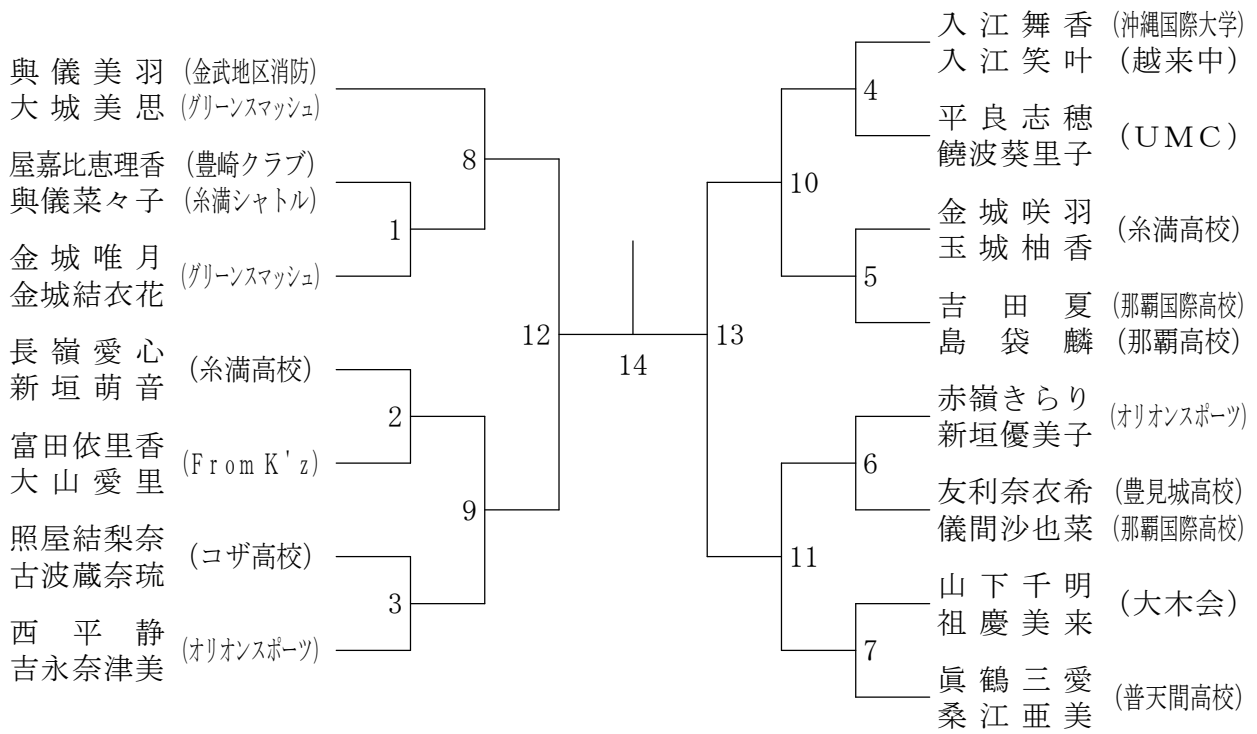 與儀美羽 (金武地区消防)
大城美思 (グリーンスマッシュ)
8
屋嘉比恵理香 (豊崎クラブ)
與儀菜々子 (糸満シャトル)
1
金城唯月 (グリーンスマッシュ)
金城結衣花
12
長嶺愛心 (糸満高校)
新垣萌音
2
富田依里香 (From K'z)
大山愛里
9
照屋結梨奈 (コザ高校)
古波蔵奈琉
3
西平静 (オリオンスポーツ)
吉永奈津美
14
入江舞香 (沖縄国際大学)
入江笑叶 (越来中)
4
平良志穂 (UMC)
饒波葵里子
10
金城咲羽 (糸満高校)
玉城柚香
5
吉田夏 (那覇国際高校)
島袋麟 (那覇高校)
13
赤嶺きらり (オリオンスポーツ)
新垣優美子
6
友利奈衣希 (豊見城高校)
儀間沙也菜 (那覇国際高校)
11
山下千明 (大木会)
祖慶美来
7
眞鶴三愛 (普天間高校)
桑江亜美